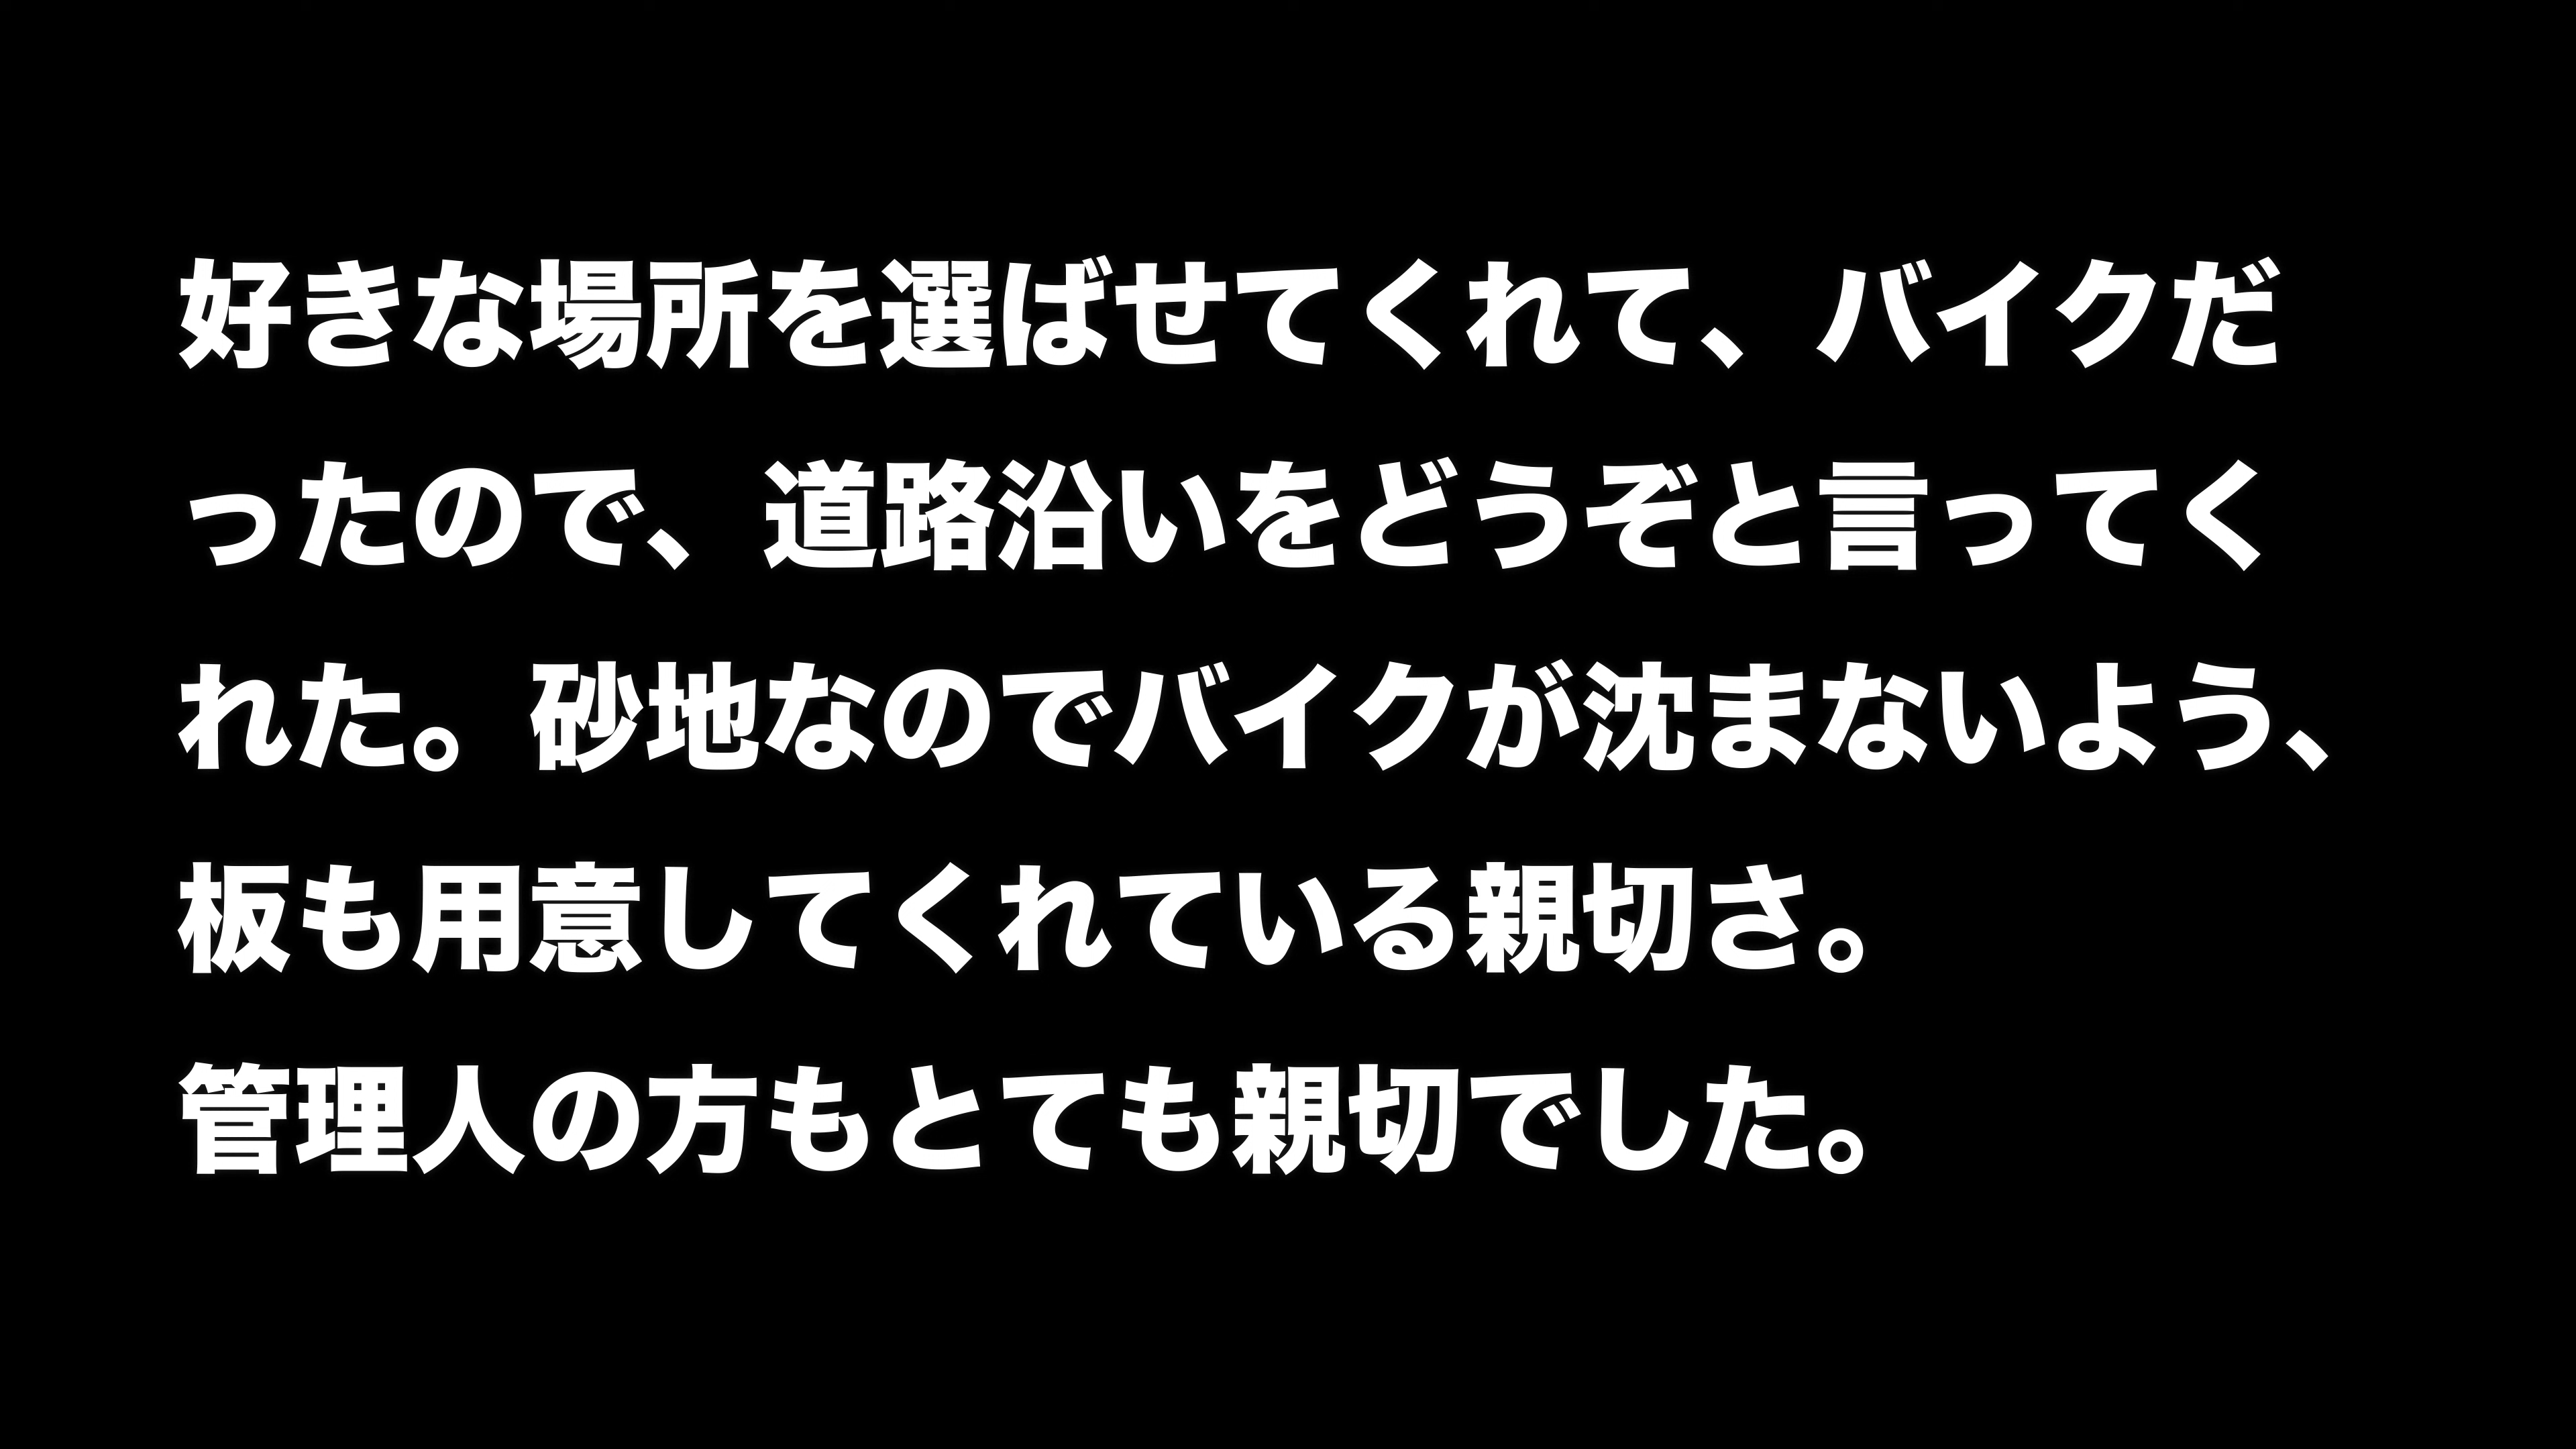 好きな場所を選ばせてくれて、バイクだ
ったので、道路沿いをどうぞと言ってく
れた。砂地なのでバイクが沈まないよう、
板も用意してくれている親切さ。
管理人の方もとても親切でした。